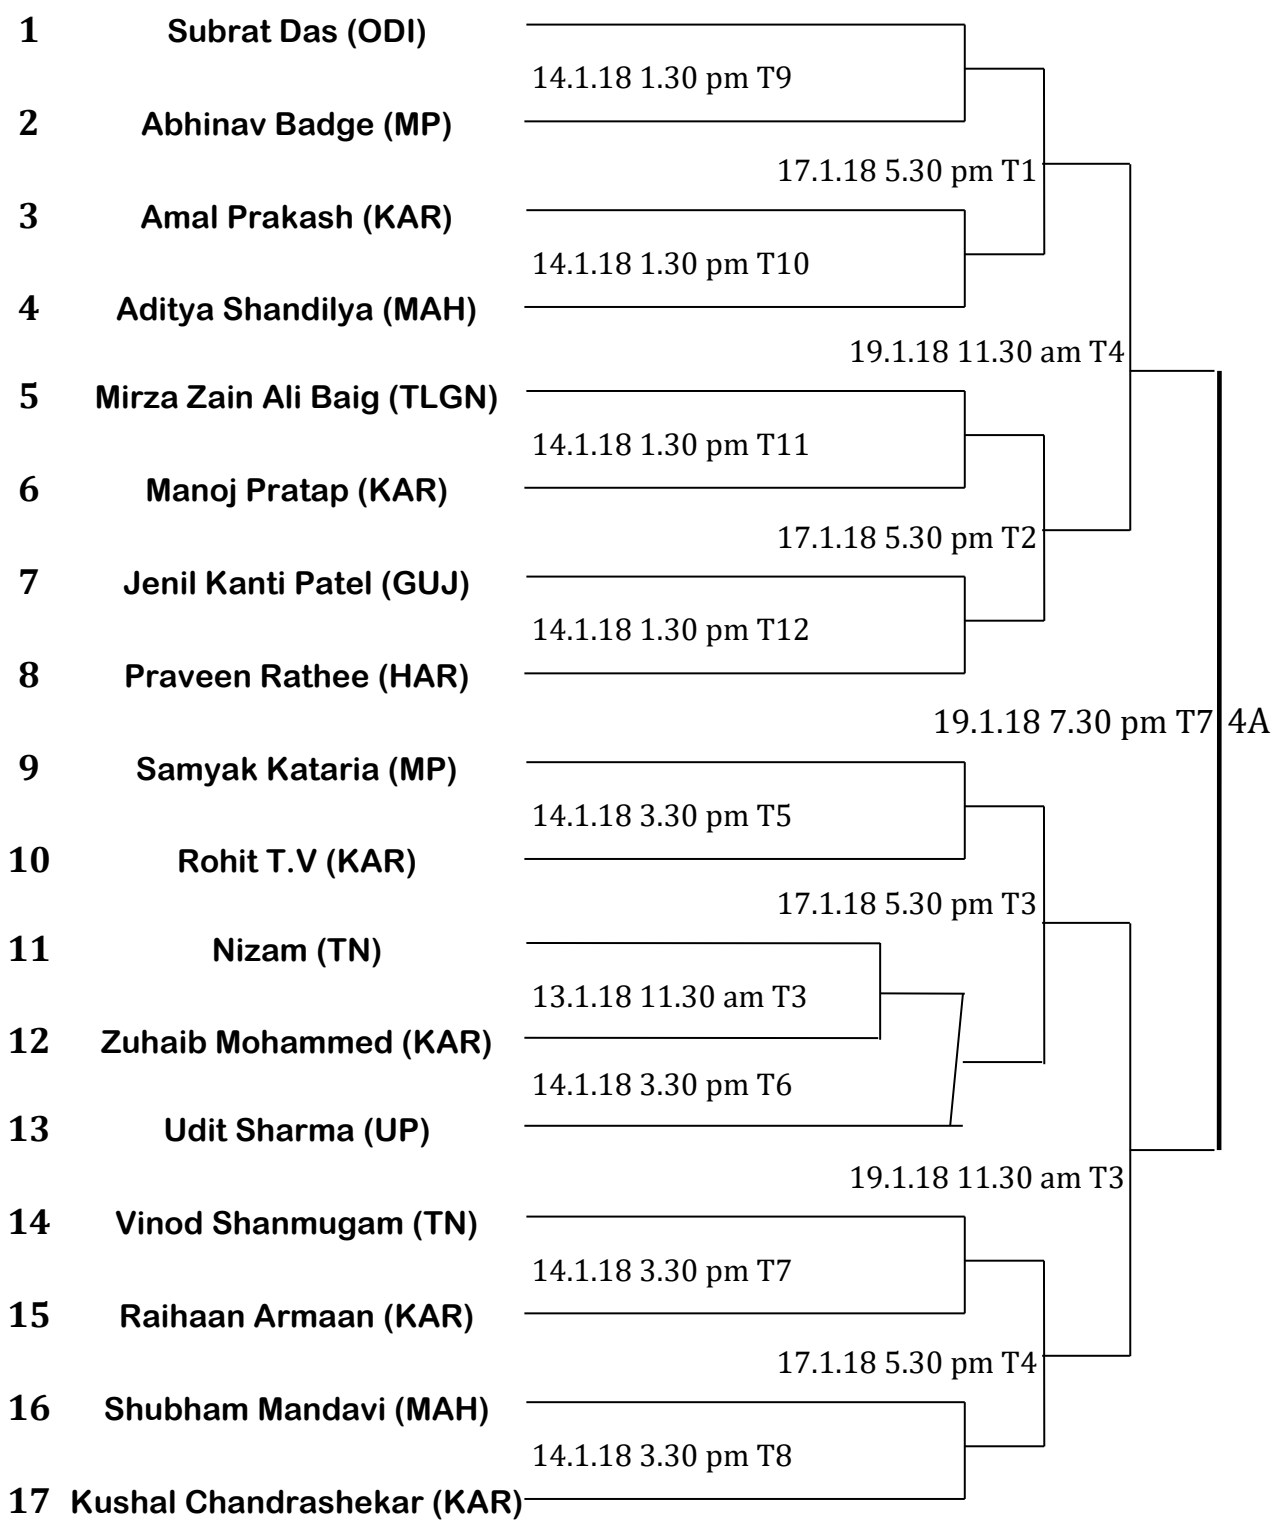 1 Subrat Das (ODI)
14.1.18 1.30 pm T9
2 Abhinav Badge (MP)
17.1.18 5.30 pm T1
3 Amal Prakash (KAR)
14.1.18 1.30 pm T10
4 Aditya Shandilya (MAH)
19.1.18 11.30 am T4
5 Mirza Zain Ali Baig (TLGN)
14.1.18 1.30 pm T11
6 Manoj Pratap (KAR)
17.1.18 5.30 pm T2
7 Jenil Kanti Patel (GUJ)
14.1.18 1.30 pm T12
8 Praveen Rathee (HAR)
19.1.18 7.30 pm T7 4A
9 Samyak Kataria (MP)
14.1.18 3.30 pm T5
10 Rohit T.V (KAR)
17.1.18 5.30 pm T3
11 Nizam (TN)
13.1.18 11.30 am T3
12 Zuhaib Mohammed (KAR)
14.1.18 3.30 pm T6
13 Udit Sharma (UP)
19.1.18 11.30 am T3
14 Vinod Shanmugam (TN)
14.1.18 3.30 pm T7
15 Raihaan Armaan (KAR)
17.1.18 5.30 pm T4
16 Shubham Mandavi (MAH)
14.1.18 3.30 pm T8
17 Kushal Chandrashekar (KAR)